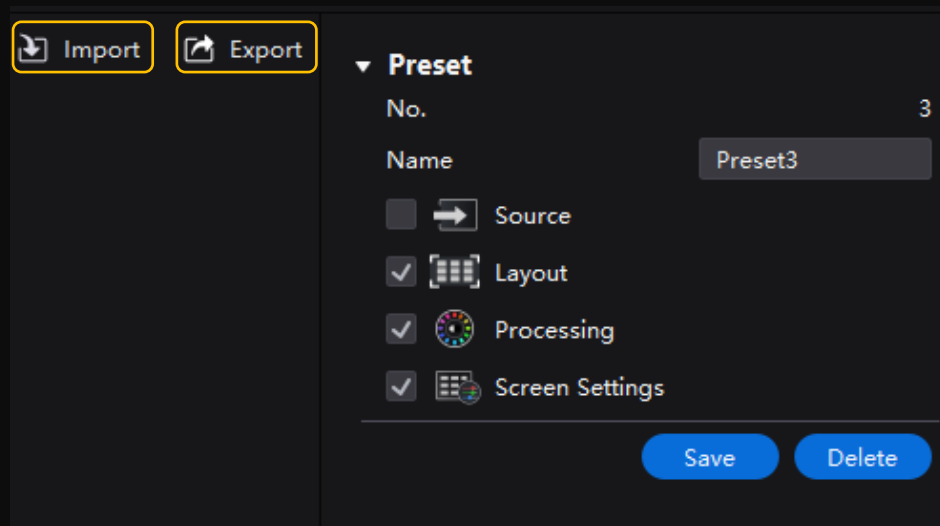 Import
Export
Preset
No. 3
Name Preset3
Source
Layout
Processing
Screen Settings
Save Delete